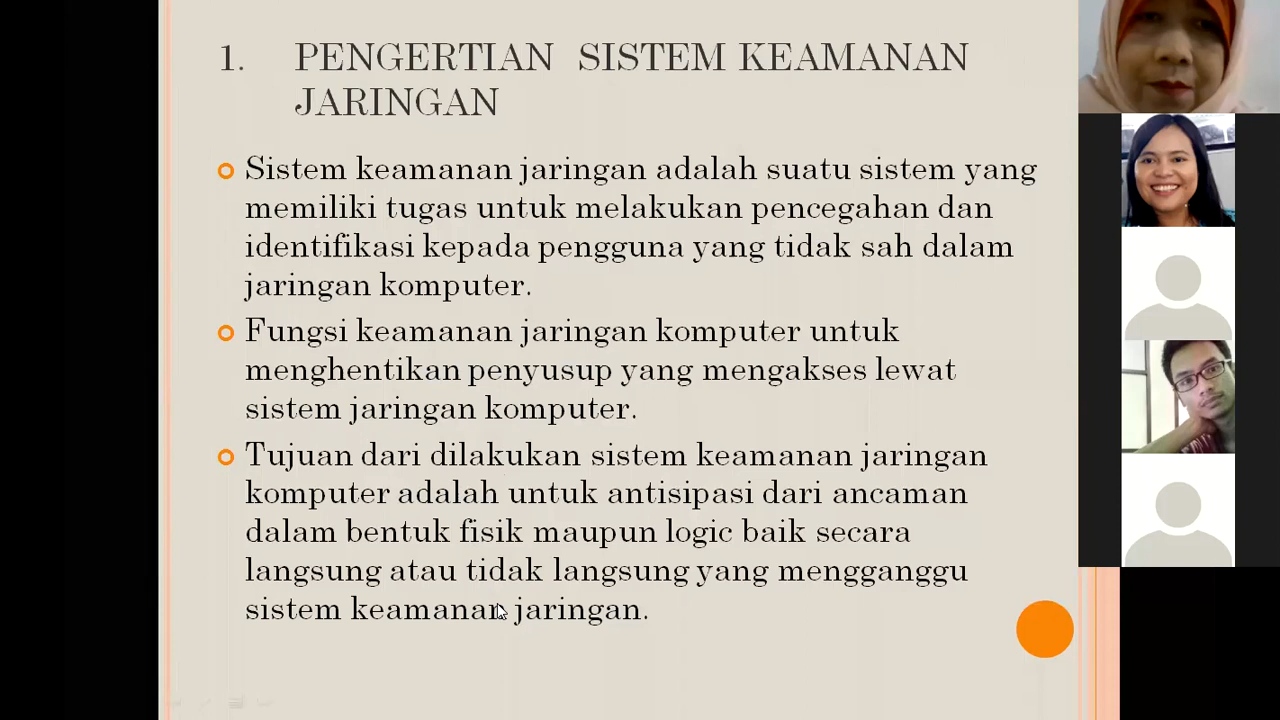 1. PENGERTIAN SISTEM KEAMANAN
JARINGAN
Sistem keamanan jaringan adalah suatu sistem yang
memiliki tugas untuk melakukan pencegahan dan
identifikasi kepada pengguna yang tidak sah dalam
jaringan komputer.
Fungsi keamanan jaringan komputer untuk
menghentikan penyusup yang mengakses lewat
sistem jaringan komputer.
Tujuan dari dilakukan sistem keamanan jaringan
komputer adalah untuk antisipasi dari ancaman
dalam bentuk fisik maupun logic baik secara
langsung atau tidak langsung yang mengganggu
sistem keamanan jaringan.